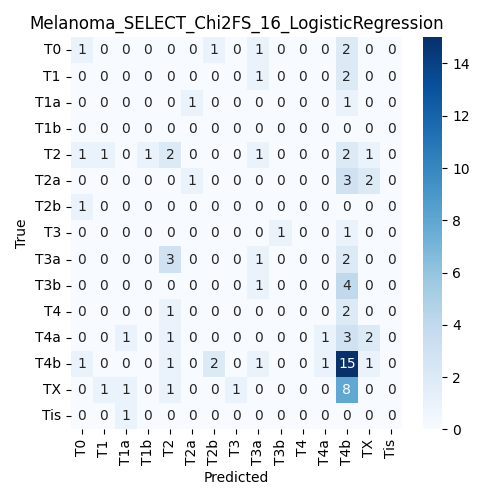 Melanoma_SELECT_Chi2FS_16_LogisticRegression
T0 1 0 0 0 0 0 1 0 1 0 0 0 2 0 0
T1 0 0 0 0 0 0 0 0 1 0 0 0 2 0 0
T1a 0 0 0 0 0 1 0 0 0 0 0 0 1 0 0
T1b 0 0 0 0 0 0 0 0 0 0 0 0 0 0 0
T2 1 1 0 1 2 0 0 0 1 0 0 0 2 1 0
T2a 0 0 0 0 0 1 0 0 0 0 0 0 3 2 0
T2b 1 0 0 0 0 0 0 0 0 0 0 0 0 0 0
T3 0 0 0 0 0 0 0 0 0 1 0 0 1 0 0
T3a 0 0 0 0 3 0 0 0 1 0 0 0 2 0 0
T3b 0 0 0 0 0 0 0 0 1 0 0 0 4 0 0
T4 0 0 0 0 1 0 0 0 0 0 0 0 2 0 0
T4a 0 0 1 0 1 0 0 0 0 0 0 1 3 2 0
T4b 1 0 0 0 1 0 2 0 1 0 0 1 15 1 0
TX 0 1 1 0 1 0 0 1 0 0 0 0 8 0 0
Tis 0 0 1 0 0 0 0 0 0 0 0 0 0 0 0
T0 T1 T1a T1b T2 T2a T2b T3 T3a T3b T4 T4a T4b TX Tis
Predicted
True
14
12
10
8
6
4
2
0